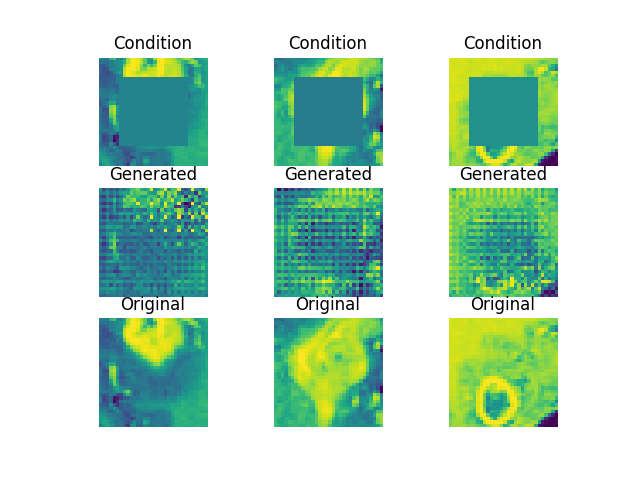 Condition Condition Condition
Generated Generated Generated
Original Original Original